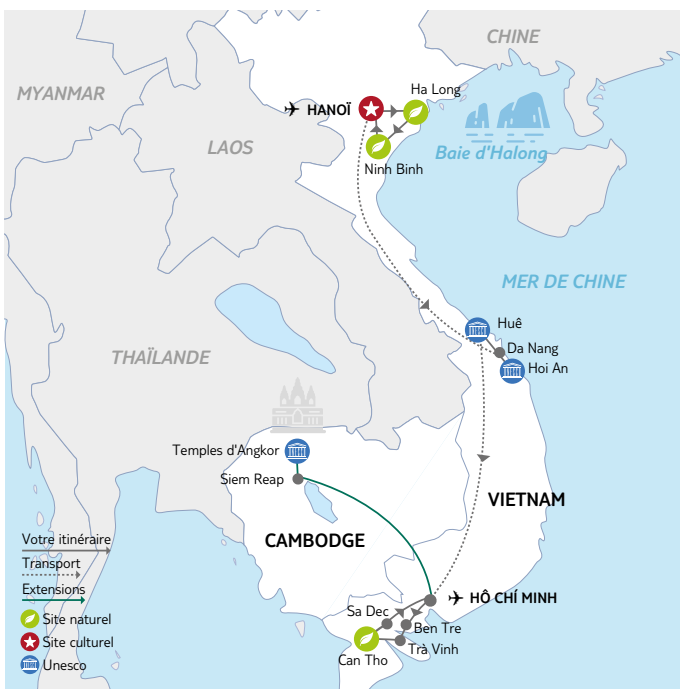 CHINE
MYANMAR
Ha Long
HANOÏ
LAOS
Baie d'Halong
Ninh Binh
MER DE CHINE
Huê
Da Nang
Hoi An
THAÏLANDE
Temples d'Angkor
Siem Reap
VIETNAM
CAMBODGE
Votre itinéraire
Transport
Extensions
Site naturel
Site culturel
Unesco
HÔ CHÍ MINH
Sa Dec
Ben Tre
Trà Vinh
Can Tho